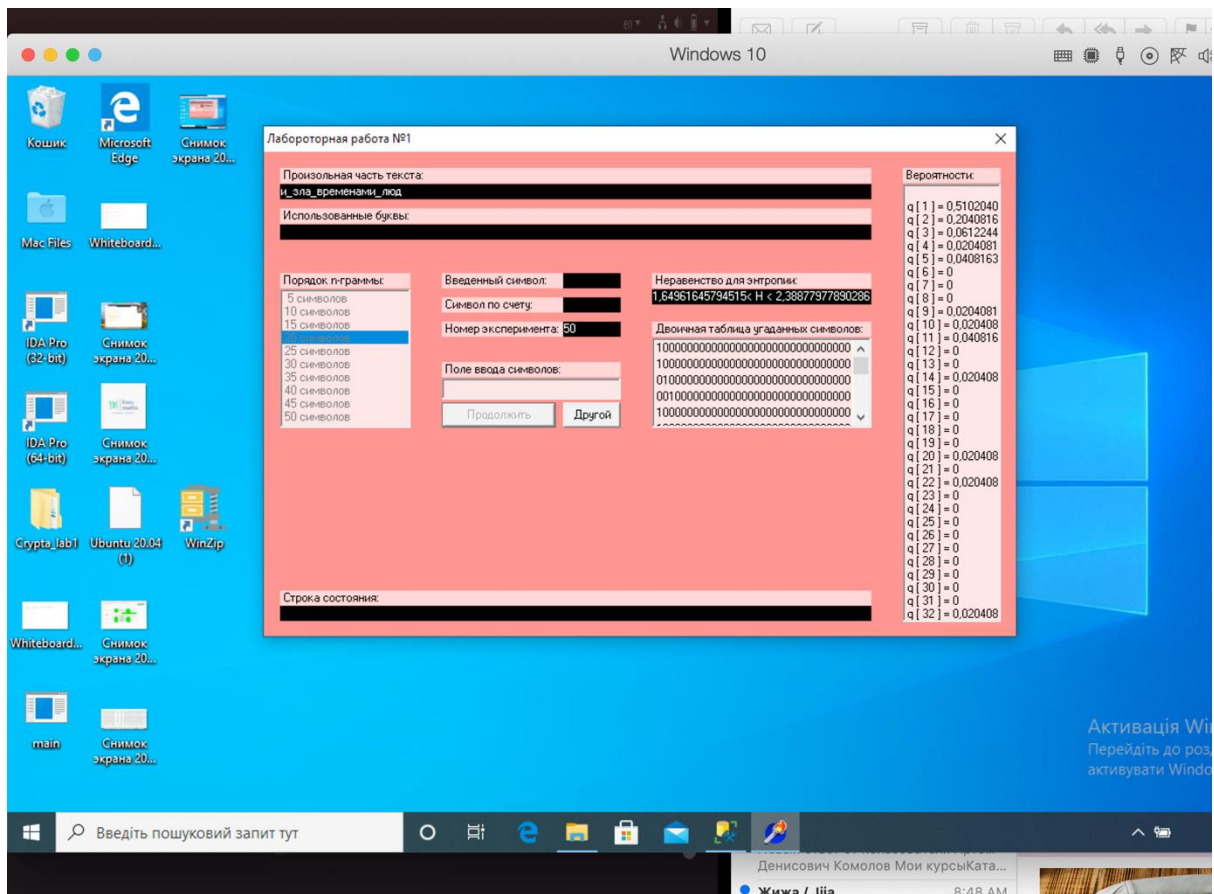 en
Windows 10
Кошик
Microsoft Edge
Снимок экрана 20...
Mac Files
Whiteboard...
IDA Pro (32-bit)
Снимок экрана 20...
IDA Pro (64-bit)
Снимок экрана 20...
Crypta_lab1
Ubuntu 20.04 (1)
WinZip
Whiteboard...
Снимок экрана 20...
main
Снимок экрана 20...
Лабороторная работа №1
Произольная часть текста:
и_зла_временами_люд
Использованные буквы:
Порядок n-граммы:
5 символов
10 символов
15 символов
20 символов
25 символов
30 символов
35 символов
40 символов
45 символов
50 символов
Введенный символ:
Символ по счету:
Номер эксперимента: 50
Поле ввода символов:
Продолжить
Другой
Неравенство для энтропии:
1,64961645794515< H < 2,38877977890286
Двоичная таблица угаданных символов:
10000000000000000000000000000000
10000000000000000000000000000000
01000000000000000000000000000000
00100000000000000000000000000000
10000000000000000000000000000000
Строка состояния:
Вероятности:
q [ 1 ] = 0,5102040
q [ 2 ] = 0,2040816
q [ 3 ] = 0,0612244
q [ 4 ] = 0,0204081
q [ 5 ] = 0,0408163
q [ 6 ] = 0
q [ 7 ] = 0
q [ 8 ] = 0
q [ 9 ] = 0,0204081
q [ 10 ] = 0,020408
q [ 11 ] = 0,040816
q [ 12 ] = 0
q [ 13 ] = 0
q [ 14 ] = 0,020408
q [ 15 ] = 0
q [ 16 ] = 0
q [ 17 ] = 0
q [ 18 ] = 0
q [ 19 ] = 0
q [ 20 ] = 0,020408
q [ 21 ] = 0
q [ 22 ] = 0,020408
q [ 23 ] = 0
q [ 24 ] = 0
q [ 25 ] = 0
q [ 26 ] = 0
q [ 27 ] = 0
q [ 28 ] = 0
q [ 29 ] = 0
q [ 30 ] = 0
q [ 31 ] = 0
q [ 32 ] = 0,020408
Активація Wi
Перейдіть до роз
активувати Windo
Введіть пошуковий запит тут
Денисович Комолов Мои курсыКата...
Жижа / Jija
8:48 AM